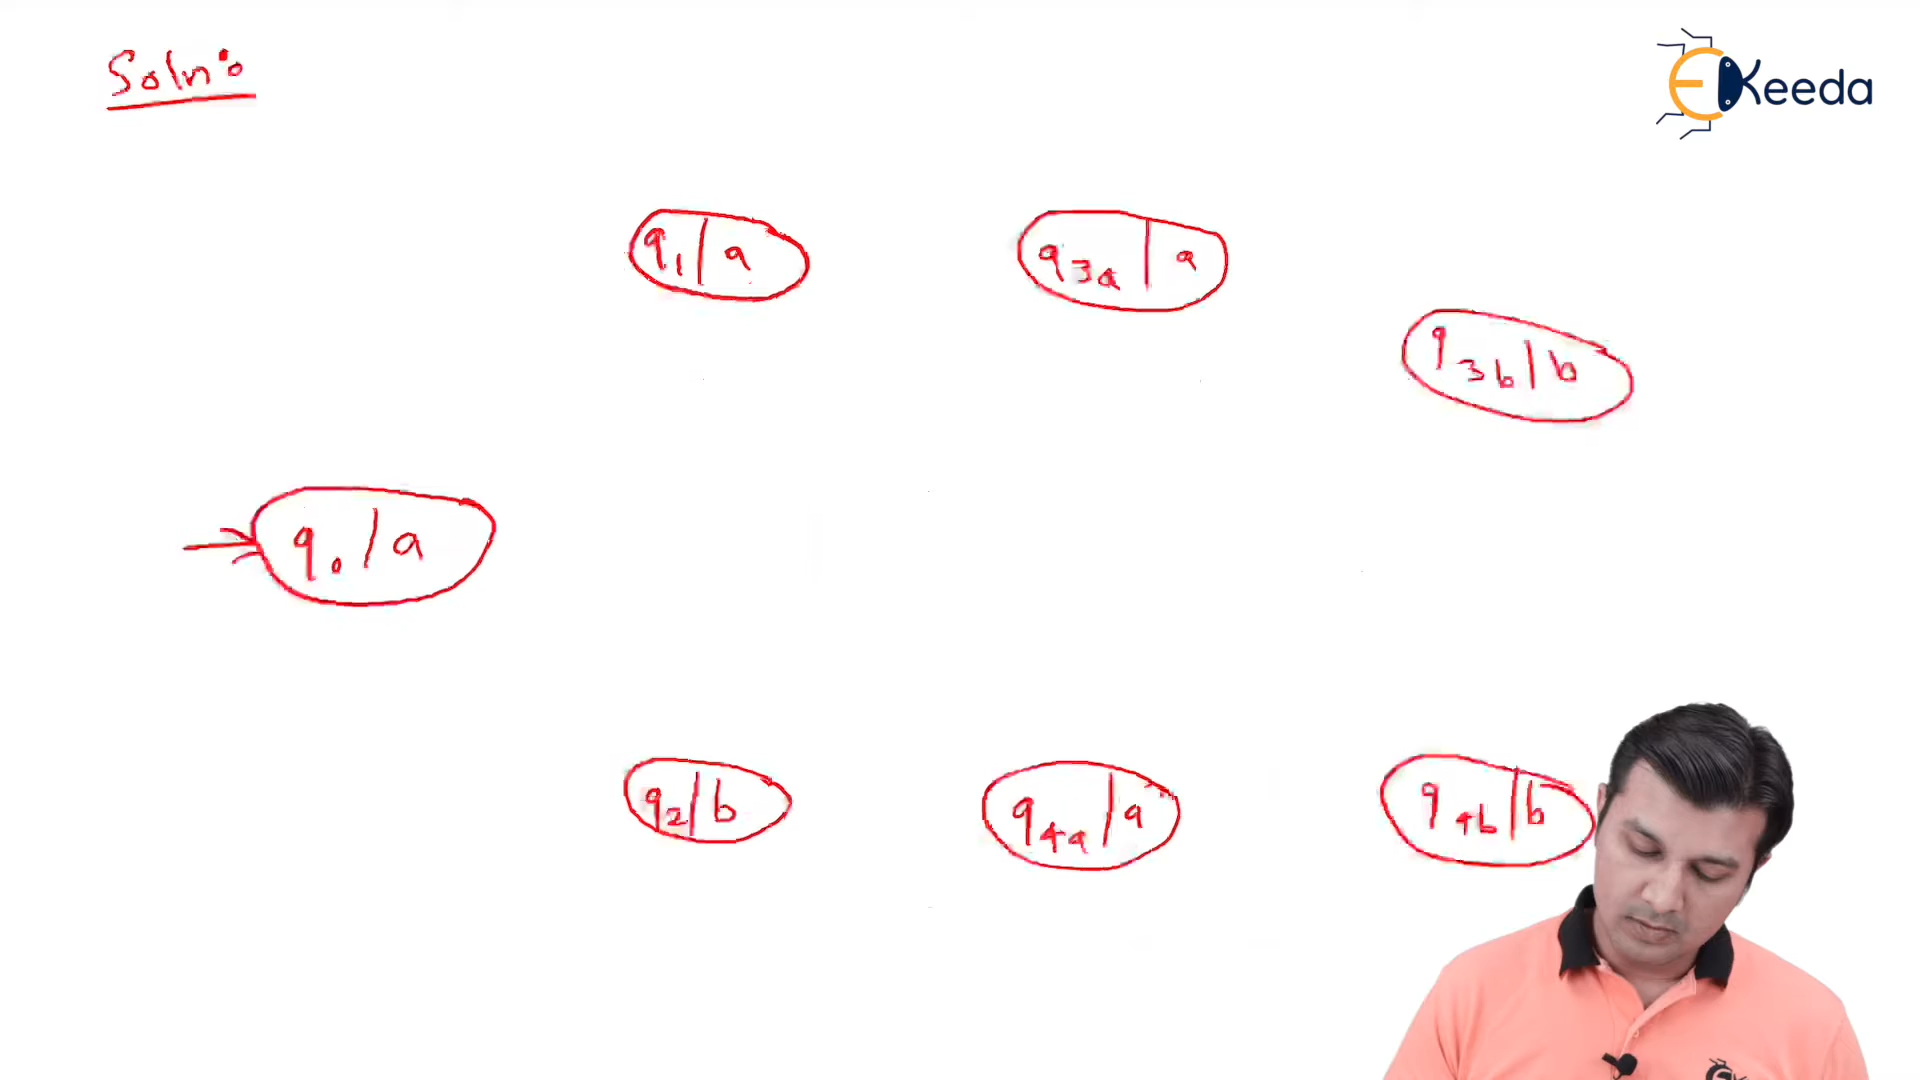 Soln:
EKeeda
q1 | a
q3a | a
q3b | b
q0 | a
q2 | b
q4a | a
q4b | b